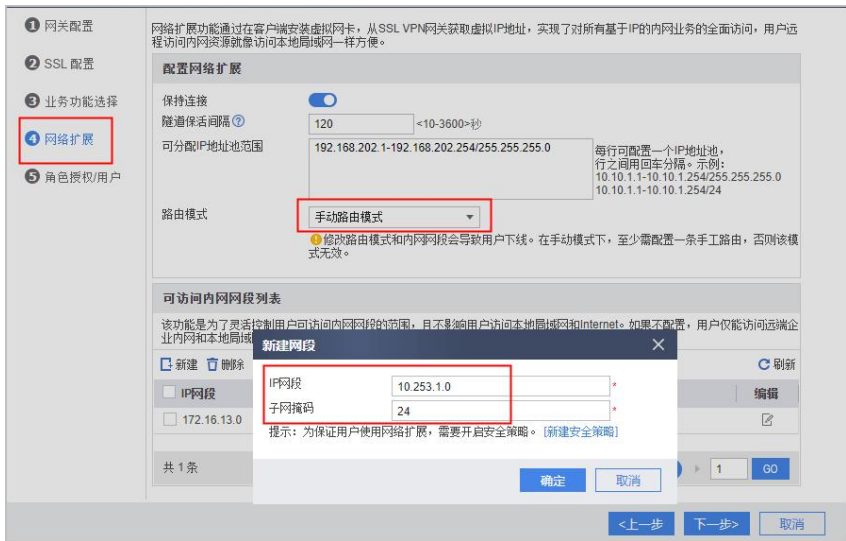 1 网关配置
2 SSL 配置
3 业务功能选择
4 网络扩展
5 角色授权/用户
网络扩展功能通过在客户端安装虚拟网卡，从SSL VPN网关获取虚拟IP地址，实现了对所有基于IP的内网业务的全面访问，用户远
程访问内网资源就像访问本地局域网一样方便。
配置网络扩展
保持连接
隧道保活间隔 ?
120
<10-3600>秒
可分配IP地址池范围
192.168.202.1-192.168.202.254/255.255.255.0
每行可配置一个IP地址池，
行之间用回车分隔。示例：
10.10.1.1-10.10.1.254/255.255.255.0
10.10.1.1-10.10.1.254/24
路由模式
手动路由模式
修改路由模式和内网网段会导致用户下线。在手动模式下，至少需配置一条手工路由，否则该模
式无效。
可访问内网网段列表
该功能是为了灵活控制用户可访问内网网段的范围，且不影响用户访问本地局域网和Internet。如果不配置，用户仅能访问远端企
业内网和本地局域
新建网段
新建 删除
刷新
IP网段
编辑
172.16.13.0
IP网段
10.253.1.0
*
子网掩码
24
*
提示：为保证用户使用网络扩展，需要开启安全策略。 [新建安全策略]
确定
取消
共 1 条
1
GO
<上一步
下一步>
取消